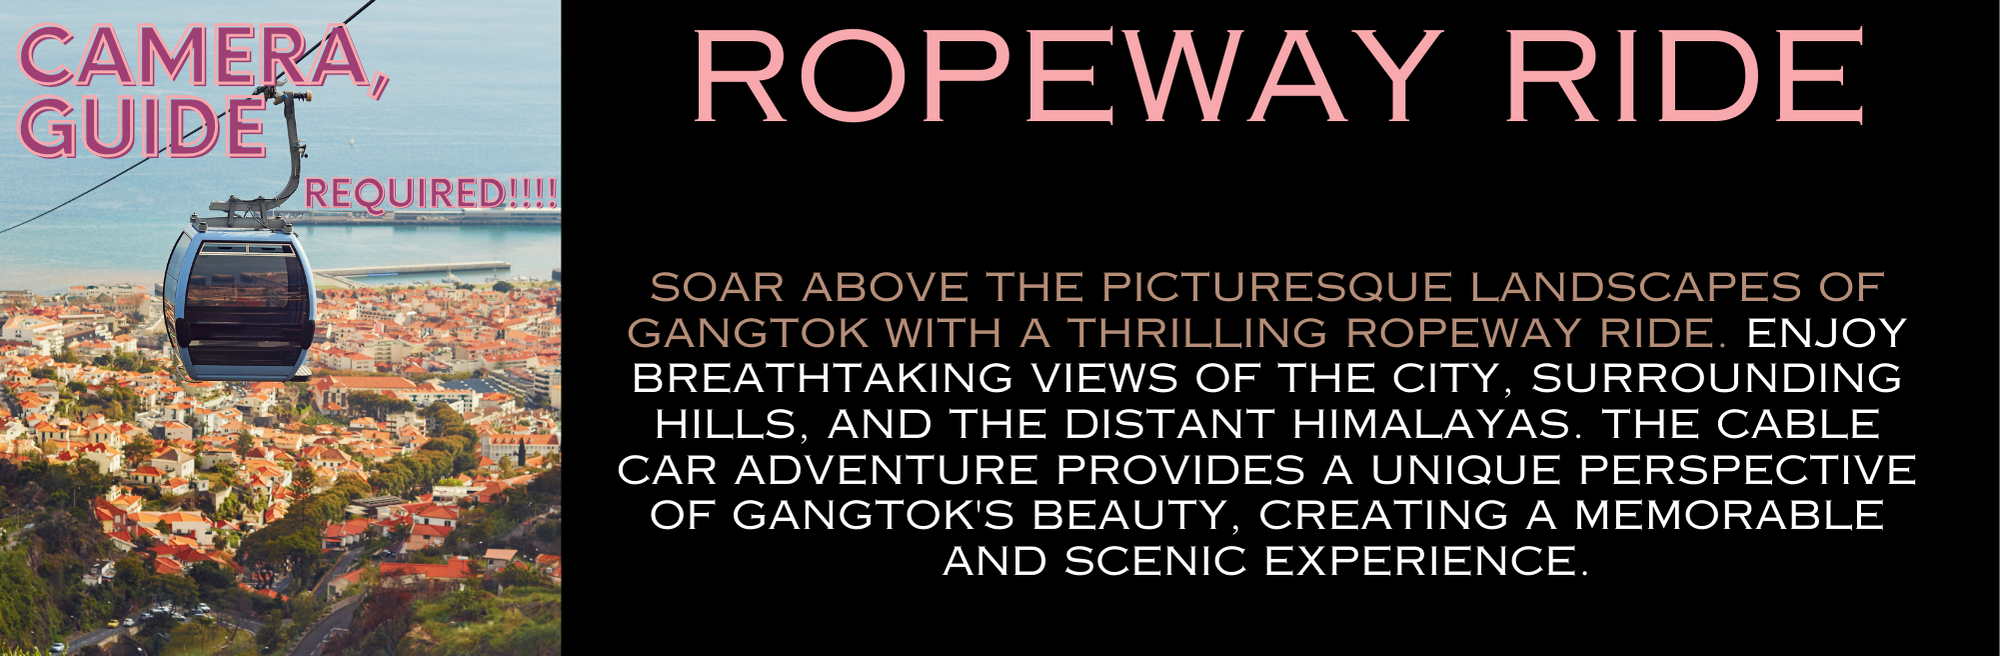 CAMERA,
GUIDE
REQUIRED!!!!
ROPEWAY RIDE
SOAR ABOVE THE PICTURESQUE LANDSCAPES OF
GANGTOK WITH A THRILLING ROPEWAY RIDE. ENJOY
BREATHTAKING VIEWS OF THE CITY, SURROUNDING
HILLS, AND THE DISTANT HIMALAYAS. THE CABLE
CAR ADVENTURE PROVIDES A UNIQUE PERSPECTIVE
OF GANGTOK'S BEAUTY, CREATING A MEMORABLE
AND SCENIC EXPERIENCE.